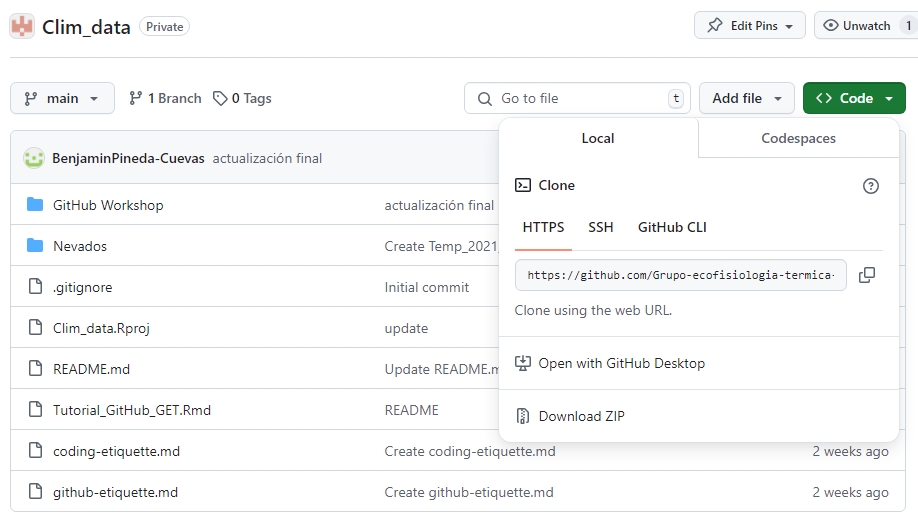 Clim_data Private Edit Pins Unwatch 1
main 1 Branch 0 Tags Go to file t Add file Code
Local Codespaces
BenjaminPineda-Cuevas actualización final
Clone
GitHub Workshop actualización final
HTTPS SSH GitHub CLI
Nevados Create Temp_2021
https://github.com/Grupo-ecofisiologia-termica-
.gitignore Initial commit
Clone using the web URL.
Clim_data.Rproj update
Open with GitHub Desktop
README.md Update README.m
Tutorial_GitHub_GET.Rmd README
Download ZIP
coding-etiquette.md Create coding-etiquette.md 2 weeks ago
github-etiquette.md Create github-etiquette.md 2 weeks ago